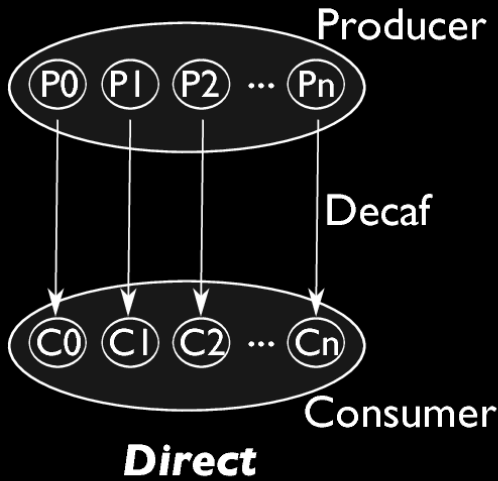 Producer
P0 P1 P2 ... Pn
Decaf
C0 C1 C2 ... Cn
Consumer
Direct